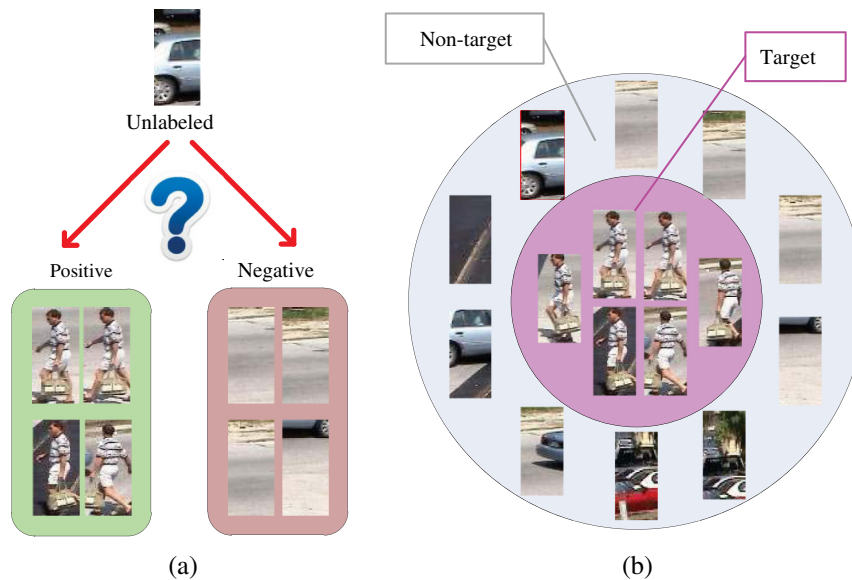 Non-target
Target
Unlabeled
?
Positive
Negative
(a)
(b)